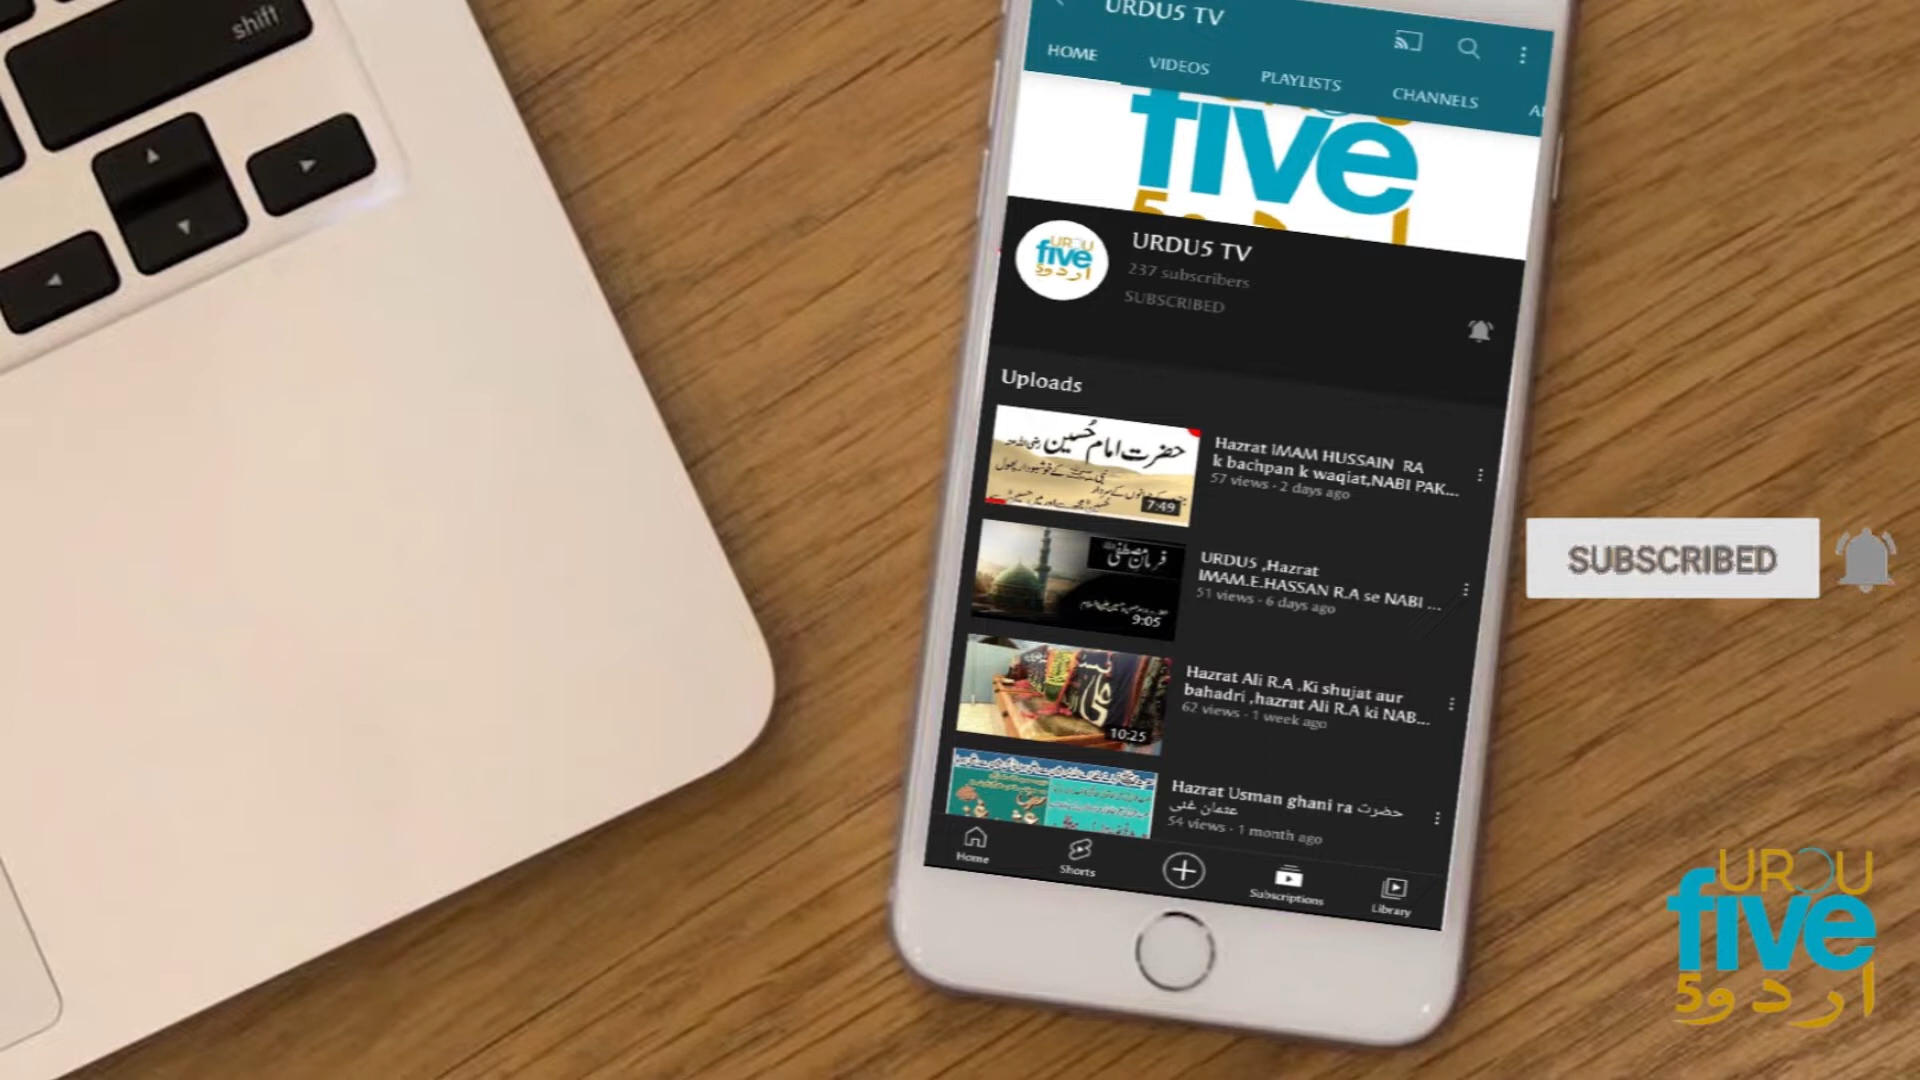 shift
URDU5 TV
HOME
VIDEOS
PLAYLISTS
CHANNELS
five
URDU
five
اردو5
URDU5 TV
237 subscribers
SUBSCRIBED
Uploads
حضرت امام حُسین
7:49
Hazrat IMAM HUSSAIN RA
k bachpan k waqiat,NABI PAK...
57 views · 2 days ago
فرمان مصطفیٰ
9:05
URDU5 ,Hazrat
IMAM.E.HASSAN R.A se NABI ...
51 views · 6 days ago
10:25
Hazrat Ali R.A ,Ki shujat aur
bahadri ,hazrat Ali R.A ki NAB...
62 views · 1 week ago
Hazrat Usman ghani ra حضرت
عثمان غنی
54 views · 1 month ago
Home
Shorts
Subscriptions
Library
SUBSCRIBED
URDU
five
اردو5